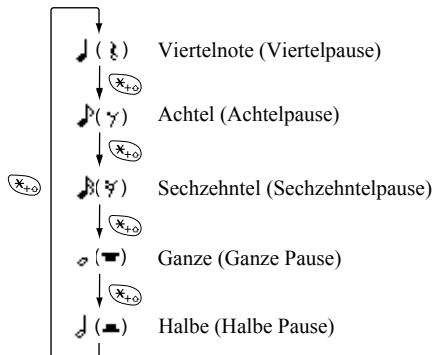 Viertelnote (Viertelpause)
*+
Achtel (Achtelpause)
*+
*+
Sechzehntel (Sechzehntelpause)
*+
Ganze (Ganze Pause)
*+
Halbe (Halbe Pause)